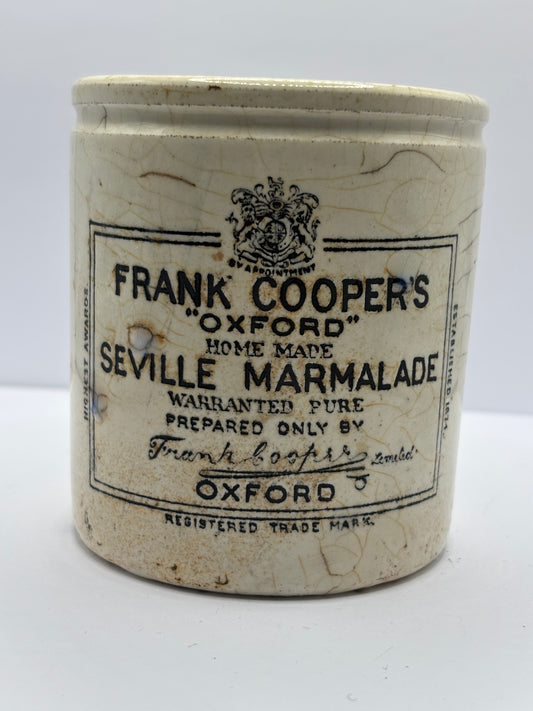 BY APPOINTMENT
FRANK COOPER'S
"OXFORD"
HOME MADE
SEVILLE MARMALADE
WARRANTED PURE
PREPARED ONLY BY
Frank Cooper Limited
OXFORD
REGISTERED TRADE MARK.
HIGHEST AWARDS.
ESTABLISHED